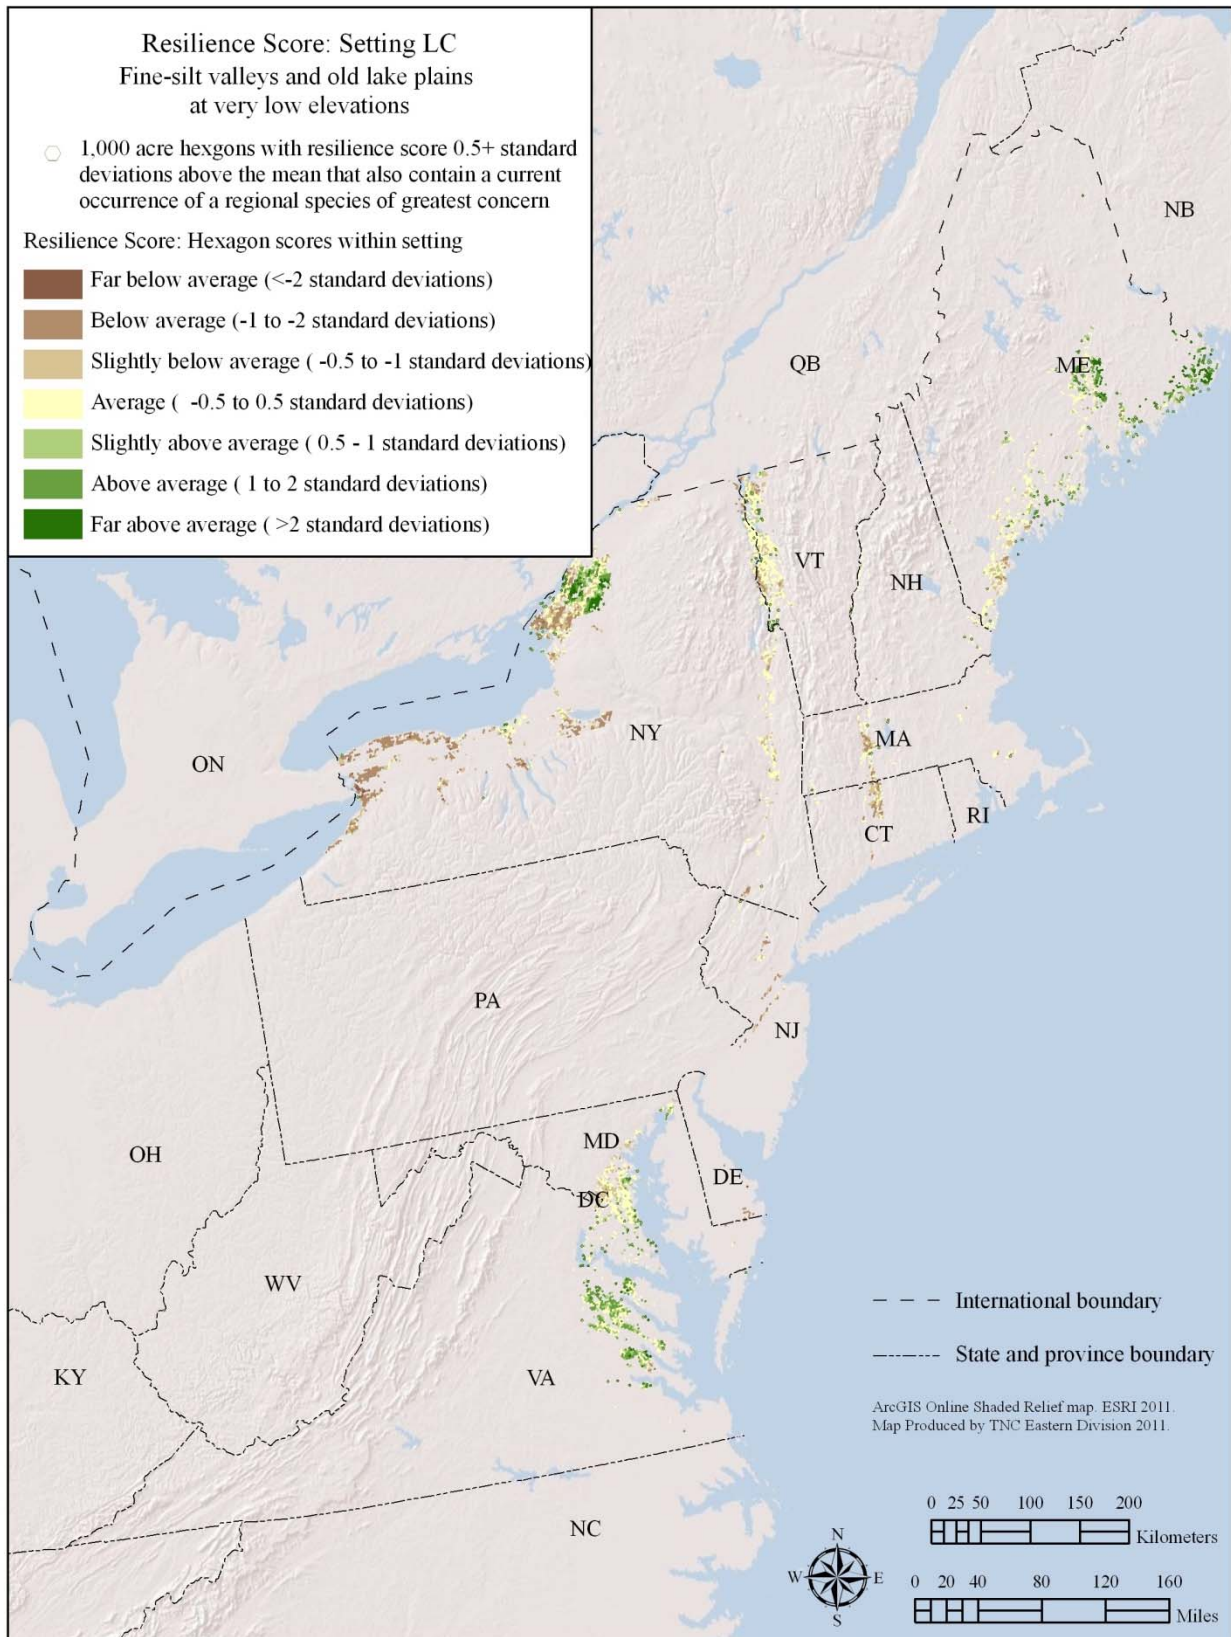 Resilience Score: Setting LC
Fine-silt valleys and old lake plains
at very low elevations
1,000 acre hexgons with resilience score 0.5+ standard
deviations above the mean that also contain a current
occurrence of a regional species of greatest concern
Resilience Score: Hexagon scores within setting
Far below average (<-2 standard deviations)
Below average (-1 to -2 standard deviations)
Slightly below average ( -0.5 to -1 standard deviations)
Average ( -0.5 to 0.5 standard deviations)
Slightly above average ( 0.5 - 1 standard deviations)
Above average ( 1 to 2 standard deviations)
Far above average ( >2 standard deviations)
NB
QB
ME
VT
NH
NY
MA
ON
CT
RI
PA
NJ
OH
MD
DE
DC
WV
KY
VA
NC
International boundary
State and province boundary
ArcGIS Online Shaded Relief map. ESRI 2011.
Map Produced by TNC Eastern Division 2011.
0 25 50 100 150 200
Kilometers
N
W E
S
0 20 40 80 120 160
Miles